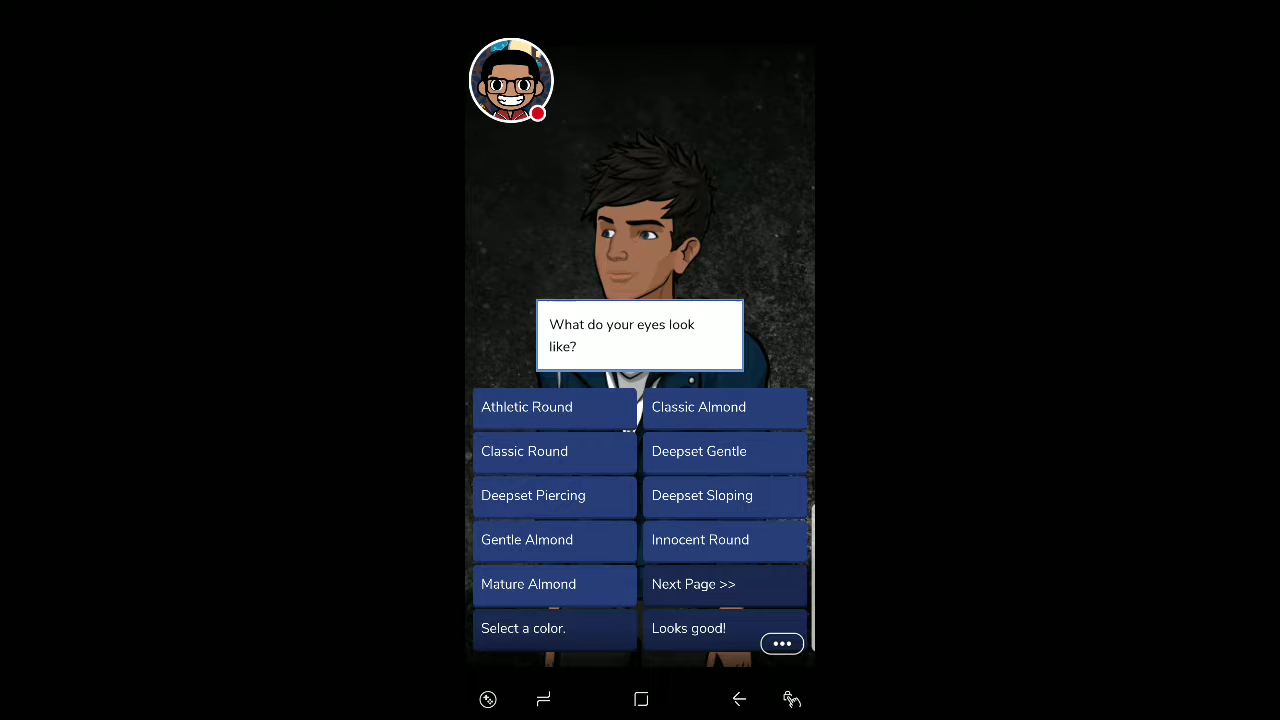 What do your eyes look
like?
Athletic Round
Classic Almond
Classic Round
Deepset Gentle
Deepset Piercing
Deepset Sloping
Gentle Almond
Innocent Round
Mature Almond
Next Page >>
Select a color.
Looks good!